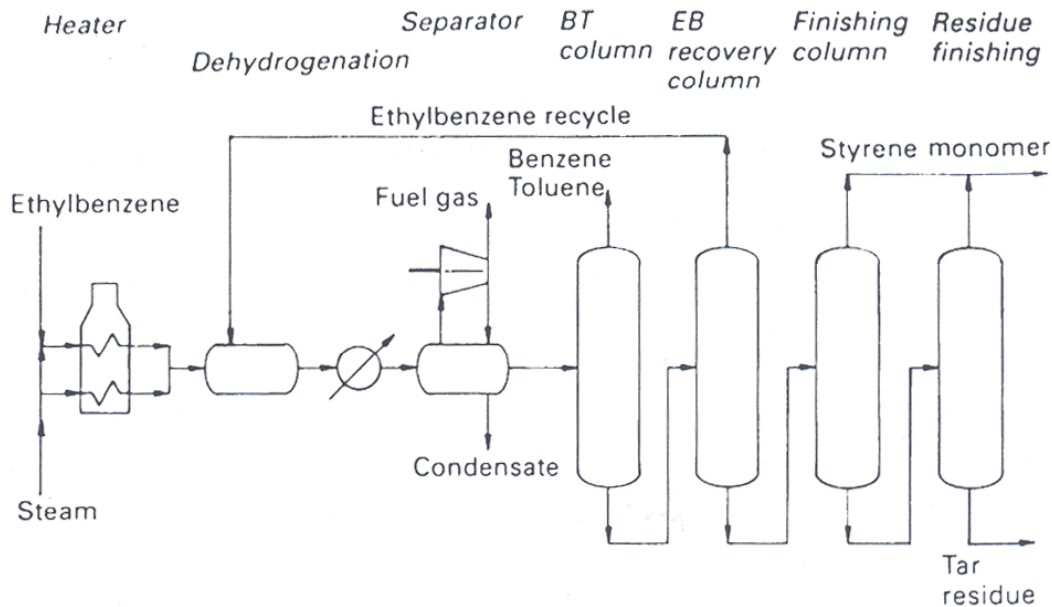 Heater
Dehydrogenation
Separator
BT
column
EB
recovery
column
Finishing
column
Residue
finishing
Ethylbenzene recycle
Benzene
Toluene
Styrene monomer
Ethylbenzene
Fuel gas
Condensate
Steam
Tar
residue